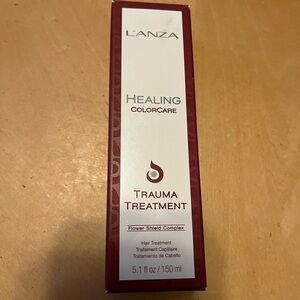 L'ANZA
HEALING
COLORCARE
TRAUMA
TREATMENT
Flower Shield Complex
Hair Treatment
Traitement Capillaire
Tratamiento de Cabello
5.1 fl oz / 150 ml